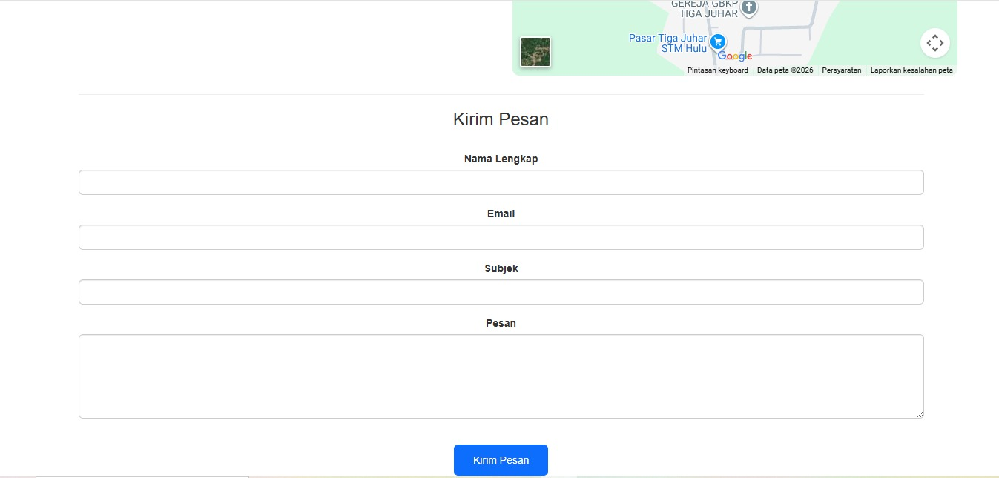 GEREJA GBKP
TIGA JUHAR
Pasar Tiga Juhar
STM Hulu
Google
Pintasan keyboard
Data peta ©2026
Persyaratan
Laporkan kesalahan peta
Kirim Pesan
Nama Lengkap
Email
Subjek
Pesan
Kirim Pesan